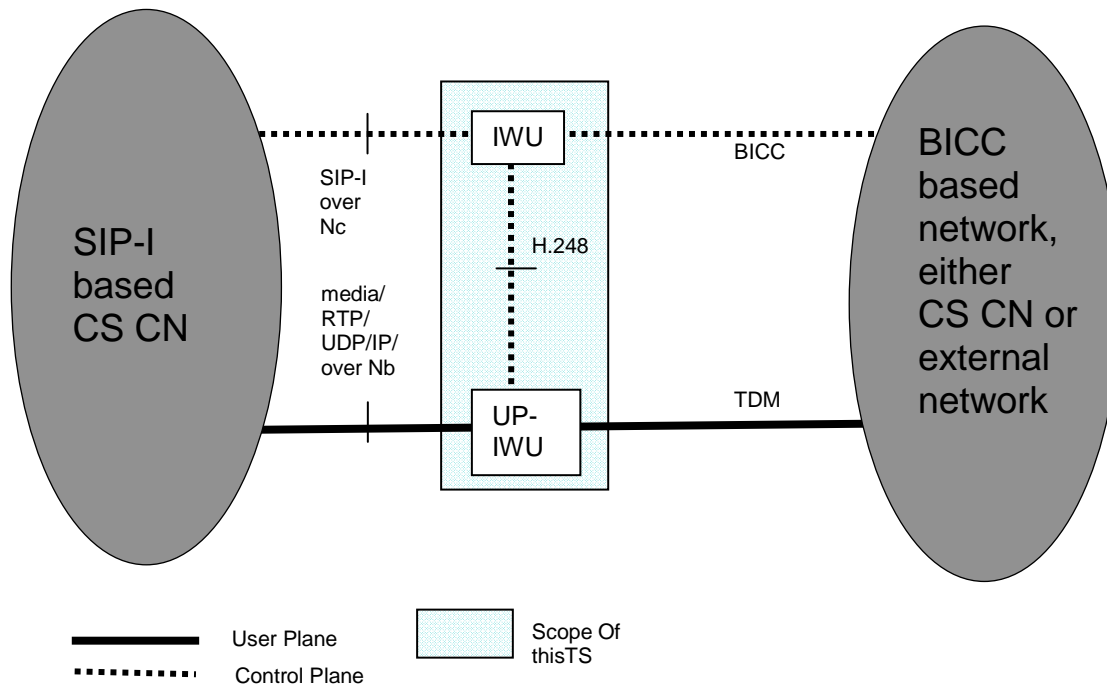 SIP-I
based
CS CN
SIP-I
over
Nc
media/
RTP/
UDP/IP/
over Nb
IWU
H.248
UP-
IWU
BICC
TDM
BICC
based
network,
either
CS CN or
external
network
User Plane
Control Plane
Scope Of
thisTS